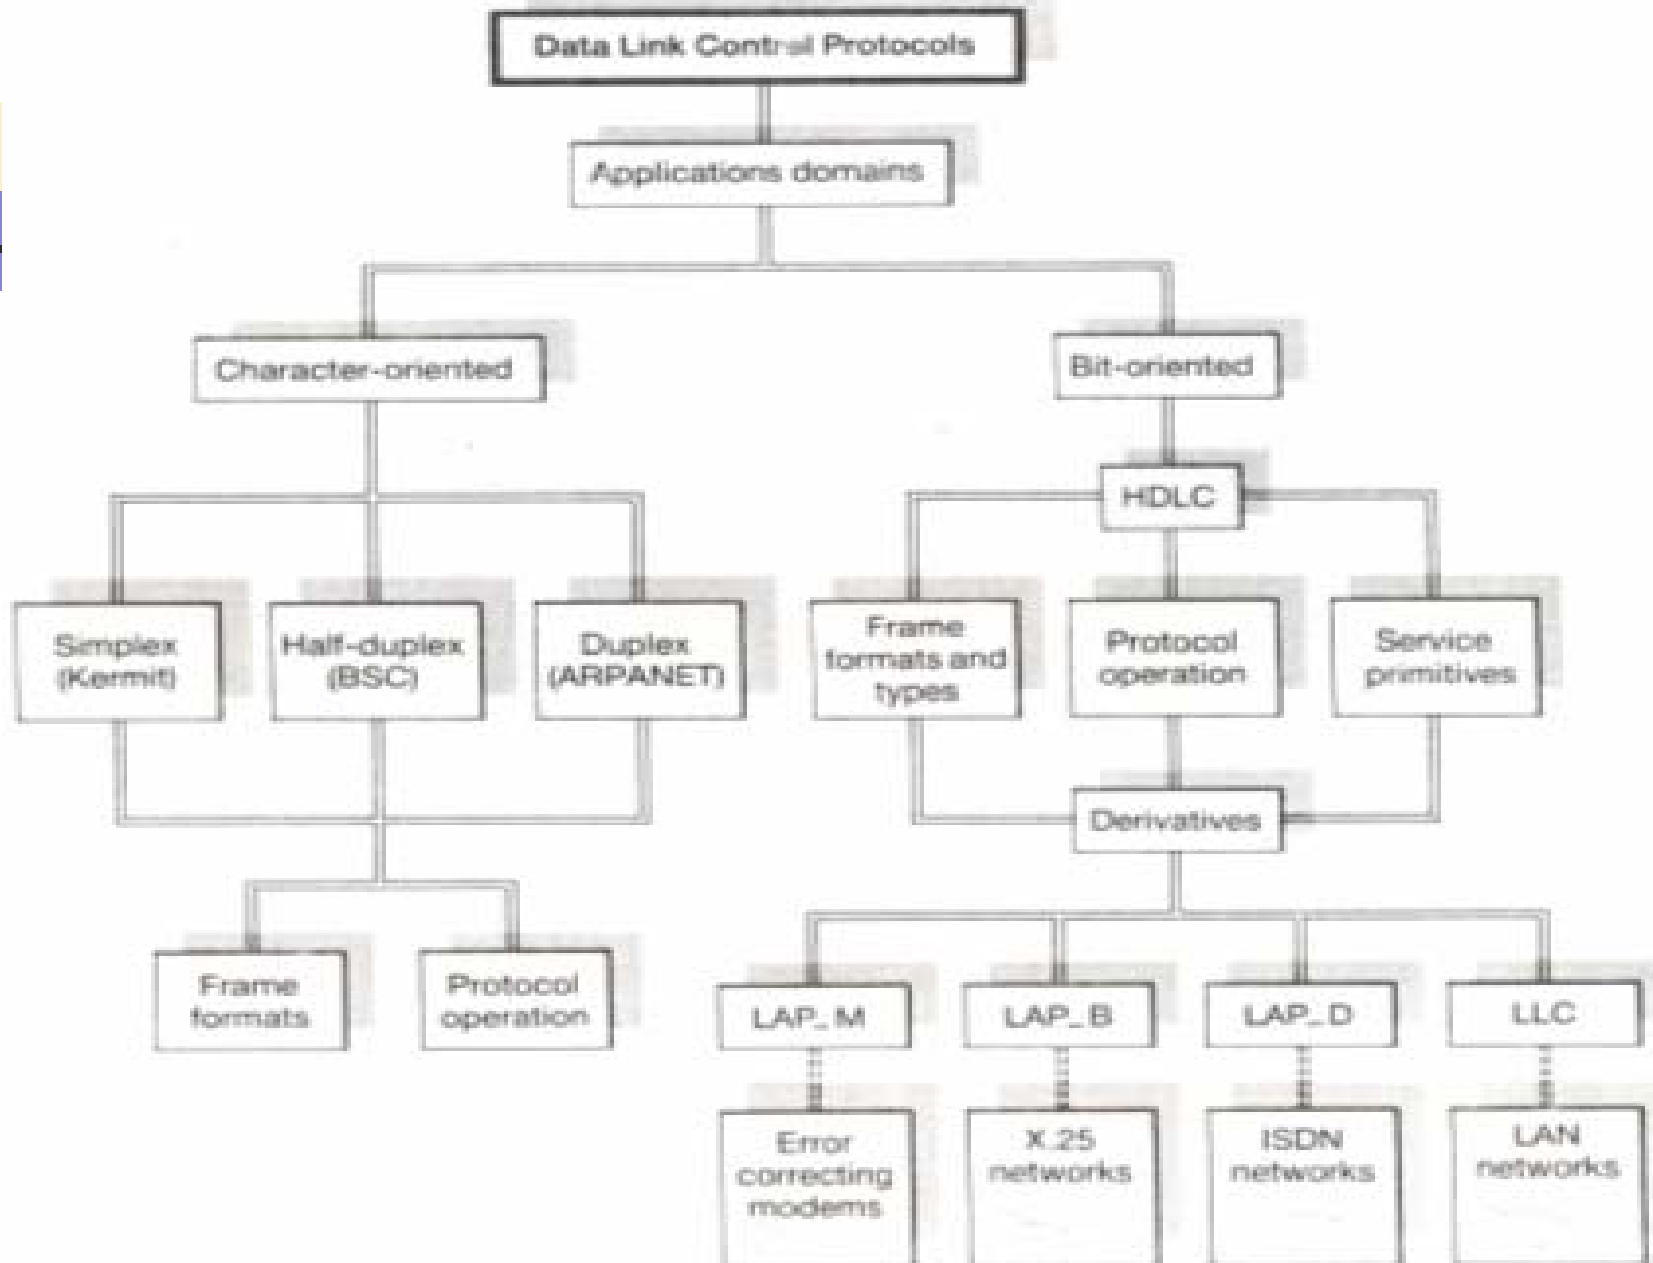 Data Link Control Protocols
Applications domains
Character-oriented
Bit-oriented
HDLC
Simplex
(Kermit)
Half-duplex
(BSC)
Duplex
(ARPANET)
Frame
formats and
types
Protocol
operation
Service
primitives
Derivatives
Frame
formats
Protocol
operation
LAP_M
LAP_B
LAP_D
LLC
Error
correcting
modems
X.25
networks
ISDN
networks
LAN
networks